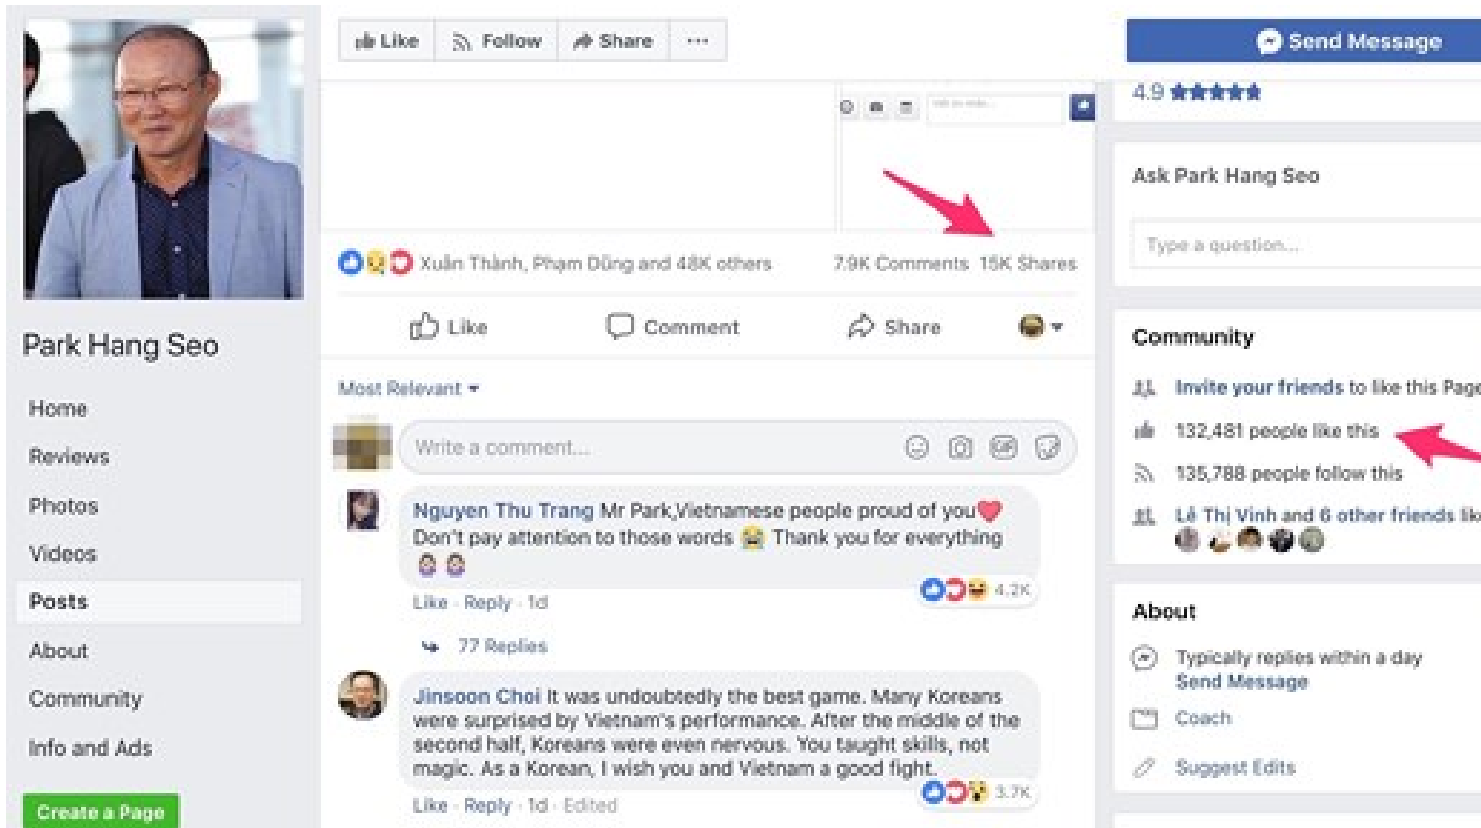 Like
Follow
Share
Send Message
4.9
Ask Park Hang Seo
Type a question...
Xuân Thành, Phạm Dũng and 48K others
7.9K Comments 15K Shares
Like
Comment
Share
Park Hang Seo
Home
Reviews
Photos
Videos
Posts
About
Community
Info and Ads
Create a Page
Most Relevant
Write a comment...
GIF
Nguyen Thu Trang Mr Park,Vietnamese people proud of you
Don't pay attention to those words Thank you for everything
4.2K
Like · Reply · 1d
77 Replies
Jinsoon Choi It was undoubtedly the best game. Many Koreans
were surprised by Vietnam's performance. After the middle of the
second half, Koreans were even nervous. You taught skills, not
magic. As a Korean, I wish you and Vietnam a good fight.
3.7K
Like · Reply · 1d · Edited
Community
Invite your friends to like this Page
132,481 people like this
135,788 people follow this
Lê Thị Vinh and 6 other friends lik
About
Typically replies within a day
Send Message
Coach
Suggest Edits